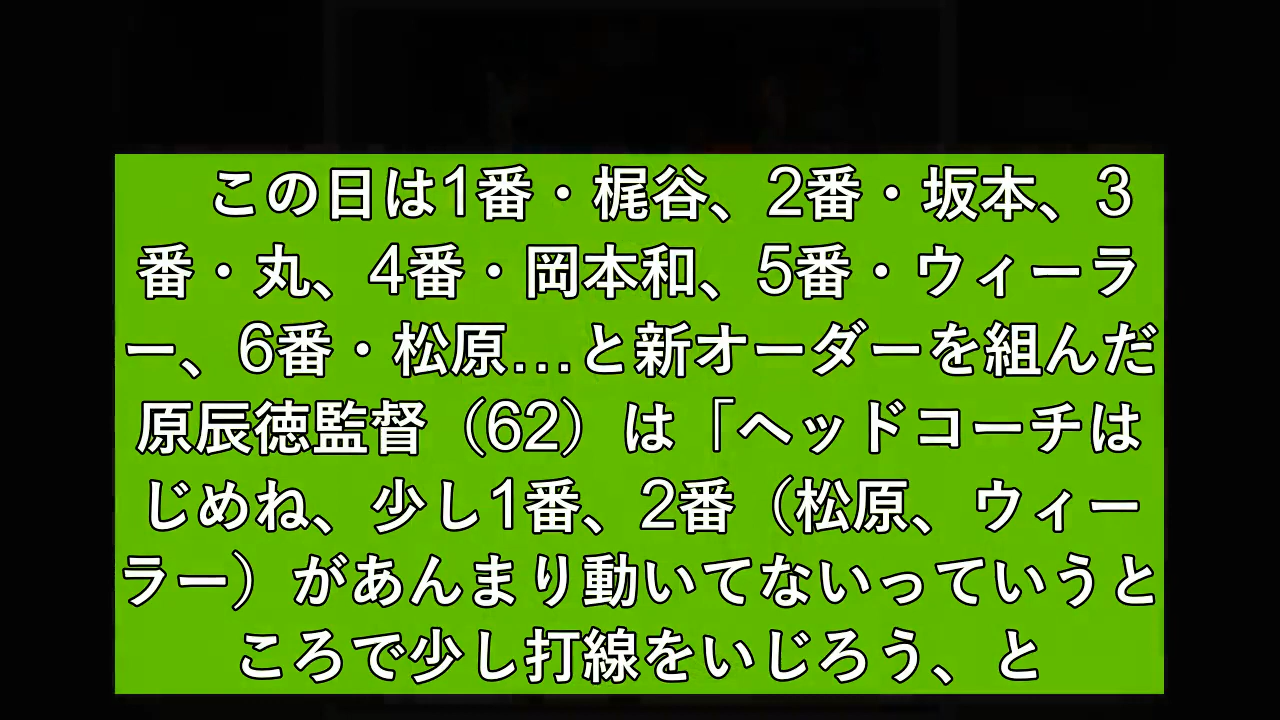 この日は1番・梶谷、2番・坂本、3
番・丸、4番・岡本和、5番・ウィーラ
ー、6番・松原…と新オーダーを組んだ
原辰徳監督（62）は「ヘッドコーチは
じめね、少し1番、2番（松原、ウィー
ラー）があんまり動いてないっていうと
ころで少し打線をいじろう、と